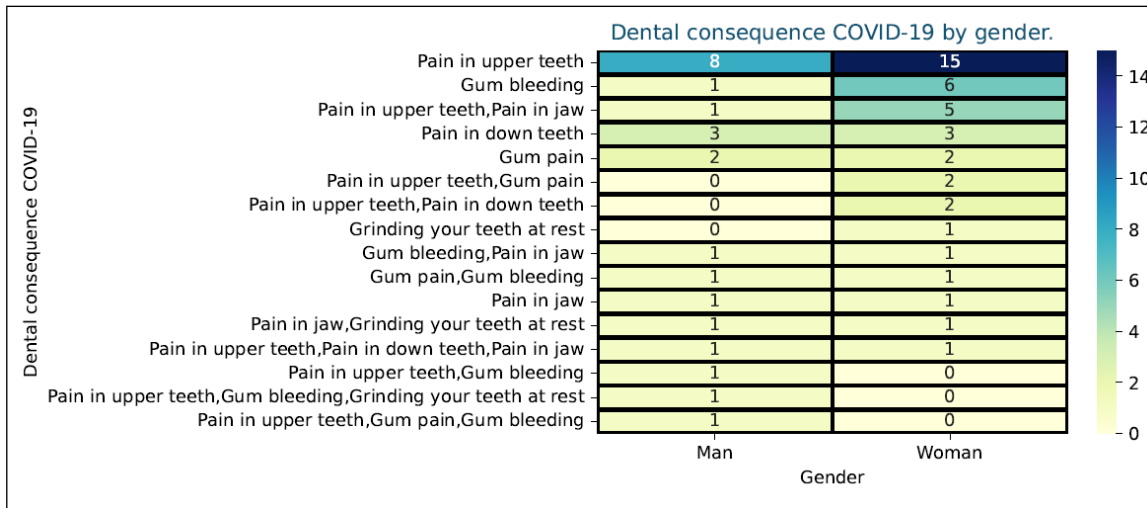 Dental consequence COVID-19 by gender.
Dental consequence COVID-19
Pain in upper teeth 8 15
Gum bleeding 1 6
Pain in upper teeth,Pain in jaw 1 5
Pain in down teeth 3 3
Gum pain 2 2
Pain in upper teeth,Gum pain 0 2
Pain in upper teeth,Pain in down teeth 0 2
Grinding your teeth at rest 0 1
Gum bleeding,Pain in jaw 1 1
Gum pain,Gum bleeding 1 1
Pain in jaw 1 1
Pain in jaw,Grinding your teeth at rest 1 1
Pain in upper teeth,Pain in down teeth,Pain in jaw 1 1
Pain in upper teeth,Gum bleeding 1 0
Pain in upper teeth,Gum bleeding,Grinding your teeth at rest 1 0
Pain in upper teeth,Gum pain,Gum bleeding 1 0
Man Woman
Gender
14
12
10
8
6
4
2
0